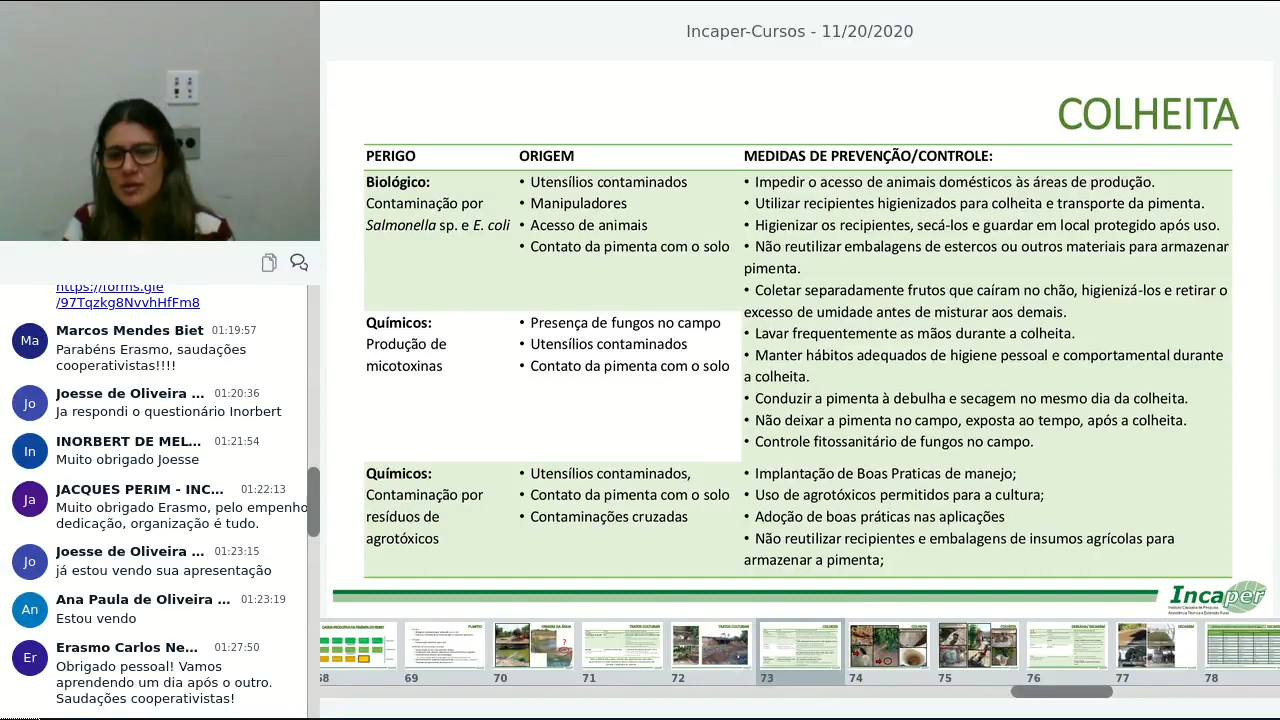 Incaper-Cursos - 11/20/2020
COLHEITA
PERIGO ORIGEM MEDIDAS DE PREVENÇÃO/CONTROLE:
Biológico:
Contaminação por
Salmonella sp. e E. coli
• Utensílios contaminados
• Manipuladores
• Acesso de animais
• Contato da pimenta com o solo
• Impedir o acesso de animais domésticos às áreas de produção.
• Utilizar recipientes higienizados para colheita e transporte da pimenta.
• Higienizar os recipientes, secá-los e guardar em local protegido após uso.
• Não reutilizar embalagens de estercos ou outros materiais para armazenar
pimenta.
• Coletar separadamente frutos que caíram no chão, higienizá-los e retirar o
excesso de umidade antes de misturar aos demais.
• Lavar frequentemente as mãos durante a colheita.
• Manter hábitos adequados de higiene pessoal e comportamental durante
a colheita.
• Conduzir a pimenta à debulha e secagem no mesmo dia da colheita.
• Não deixar a pimenta no campo, exposta ao tempo, após a colheita.
• Controle fitossanitário de fungos no campo.
Químicos:
Produção de
micotoxinas
• Presença de fungos no campo
• Utensílios contaminados
• Contato da pimenta com o solo
Químicos:
Contaminação por
resíduos de
agrotóxicos
• Utensílios contaminados,
• Contato da pimenta com o solo
• Contaminações cruzadas
• Implantação de Boas Praticas de manejo;
• Uso de agrotóxicos permitidos para a cultura;
• Adoção de boas práticas nas aplicações
• Não reutilizar recipientes e embalagens de insumos agrícolas para
armazenar a pimenta;
Incaper
https://forms.gle
/97Tqzkg8NvvhHfFm8
Ma
Marcos Mendes Biet 01:19:57
Parabéns Erasmo, saudações
cooperativistas!!!!
Jo
Joesse de Oliveira ... 01:20:36
Ja respondi o questionário Inorbert
In
INORBERT DE MEL... 01:21:54
Muito obrigado Joesse
Ja
JACQUES PERIM - INC... 01:22:13
Muito obrigado Erasmo, pelo empenho
dedicação, organização é tudo.
Jo
Joesse de Oliveira ... 01:23:15
já estou vendo sua apresentação
An
Ana Paula de Oliveira ... 01:23:19
Estou vendo
Er
Erasmo Carlos Ne... 01:27:50
Obrigado pessoal! Vamos
aprendendo um dia após o outro.
Saudações cooperativistas!
68 69 70 71 72 73 74 75 76 77 78